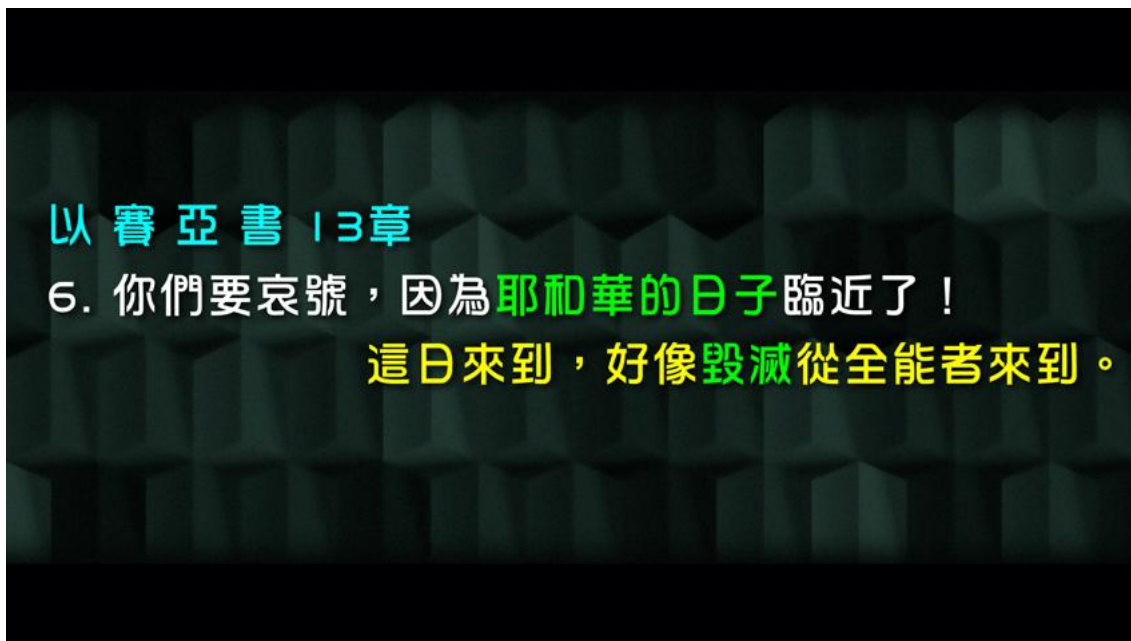 以賽亞書13章
6. 你們要哀號，因為耶和華的日子臨近了！
這日來到，好像毀滅從全能者來到。